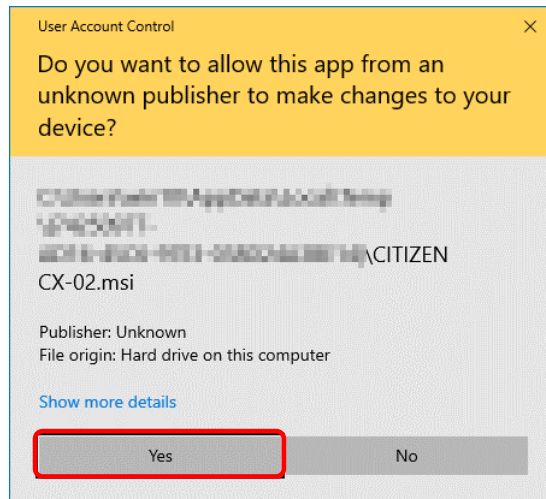 User Account Control
Do you want to allow this app from an
unknown publisher to make changes to your
device?
\CITIZEN
CX-02.msi
Publisher: Unknown
File origin: Hard drive on this computer
Show more details
Yes
No